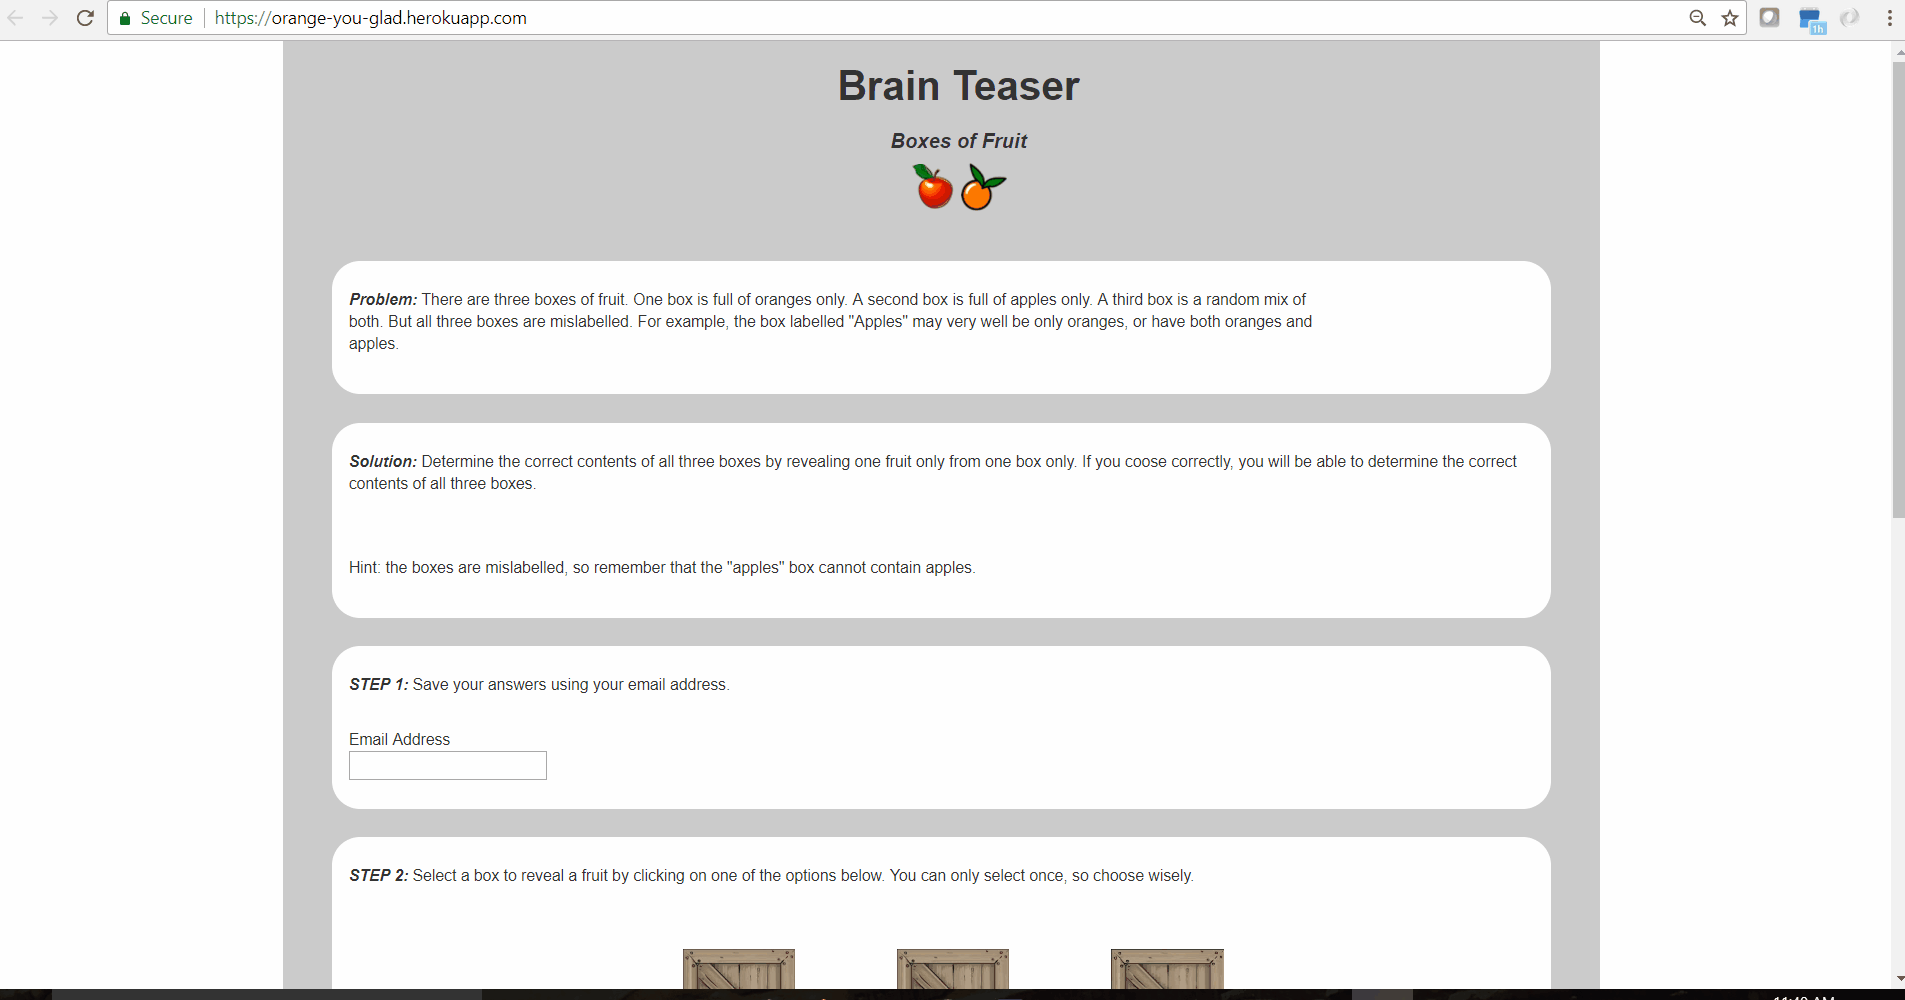 Secure https://orange-you-glad.herokuapp.com
1h
Brain Teaser
Boxes of Fruit
Problem: There are three boxes of fruit. One box is full of oranges only. A second box is full of apples only. A third box is a random mix of
both. But all three boxes are mislabelled. For example, the box labelled "Apples" may very well be only oranges, or have both oranges and
apples.
Solution: Determine the correct contents of all three boxes by revealing one fruit only from one box only. If you coose correctly, you will be able to determine the correct
contents of all three boxes.
Hint: the boxes are mislabelled, so remember that the "apples" box cannot contain apples.
STEP 1: Save your answers using your email address.
Email Address
STEP 2: Select a box to reveal a fruit by clicking on one of the options below. You can only select once, so choose wisely.